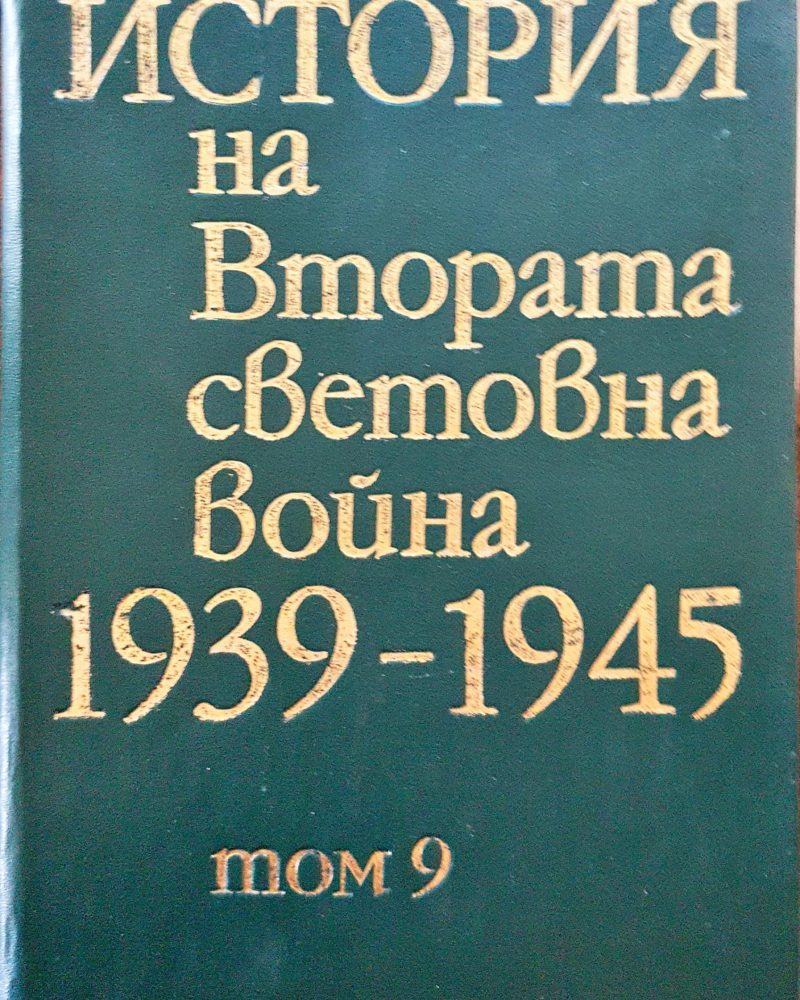 ИСТОРИЯ
на
Втората
световна
война
1939-1945
том 9